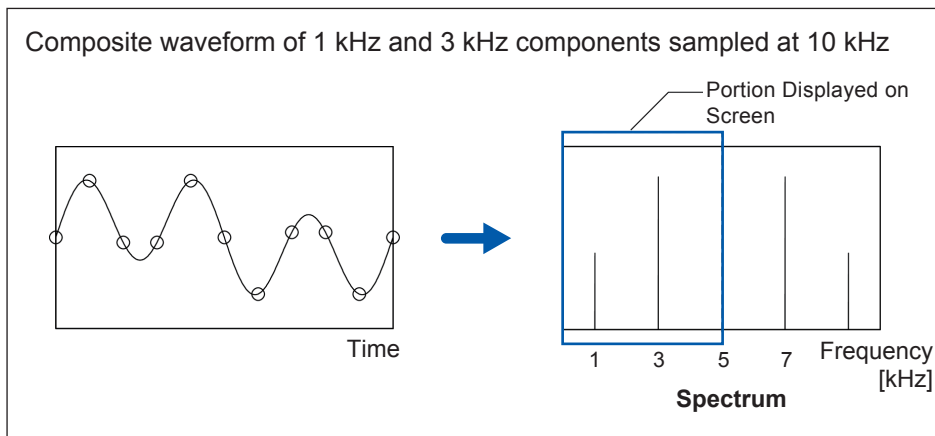 Composite waveform of 1 kHz and 3 kHz components sampled at 10 kHz
Portion Displayed on
Screen
Time
1 3 5 7 Frequency
[kHz]
Spectrum